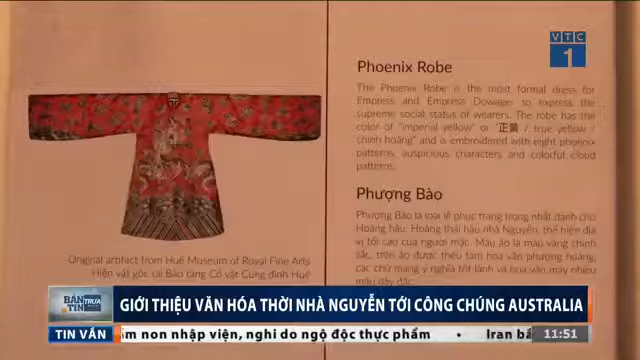 VTC
1
Phoenix Robe
The Phoenix Robe is the most formal dress for
Empress and Empress Dowager to express the
supreme social status of wearers. The robe has the
color of "imperial yellow" or "正黄 / true yellow /
chính hoàng" and is embroidered with eight phoenix
patterns, auspicious characters and colorful cloud
patterns.
Phượng Bào
Phượng Bào là loại lễ phục trang trọng nhất dành cho
Hoàng hậu, Hoàng thái hậu nhà Nguyễn, thể hiện địa
vị tối cao của người mặc. Màu áo là màu vàng chính
sắc, trên áo được thêu tám hoa văn phượng hoàng,
các chữ mang ý nghĩa tốt lành và hoa văn mây nhiều
màu dày đặc.
Original artifact from Huế Museum of Royal Fine Arts
Hiện vật gốc tại Bảo tàng Cổ vật Cung đình Huế
BẢN TIN TRƯA
GIỚI THIỆU VĂN HÓA THỜI NHÀ NGUYỄN TỚI CÔNG CHÚNG AUSTRALIA
TIN VẮN
ầm non nhập viện, nghi do ngộ độc thực phẩm • Iran bắ
11:51